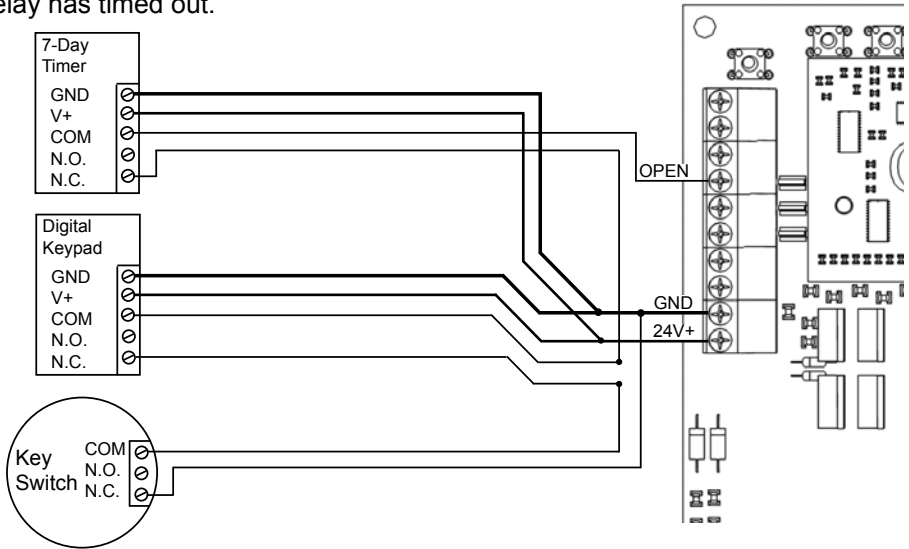 elay has timed out.
7-Day
Timer
GND
V+
COM
N.O.
N.C.
OPEN
Digital
Keypad
GND
V+
COM
N.O.
N.C.
GND
24V+
Key
Switch
COM
N.O.
N.C.